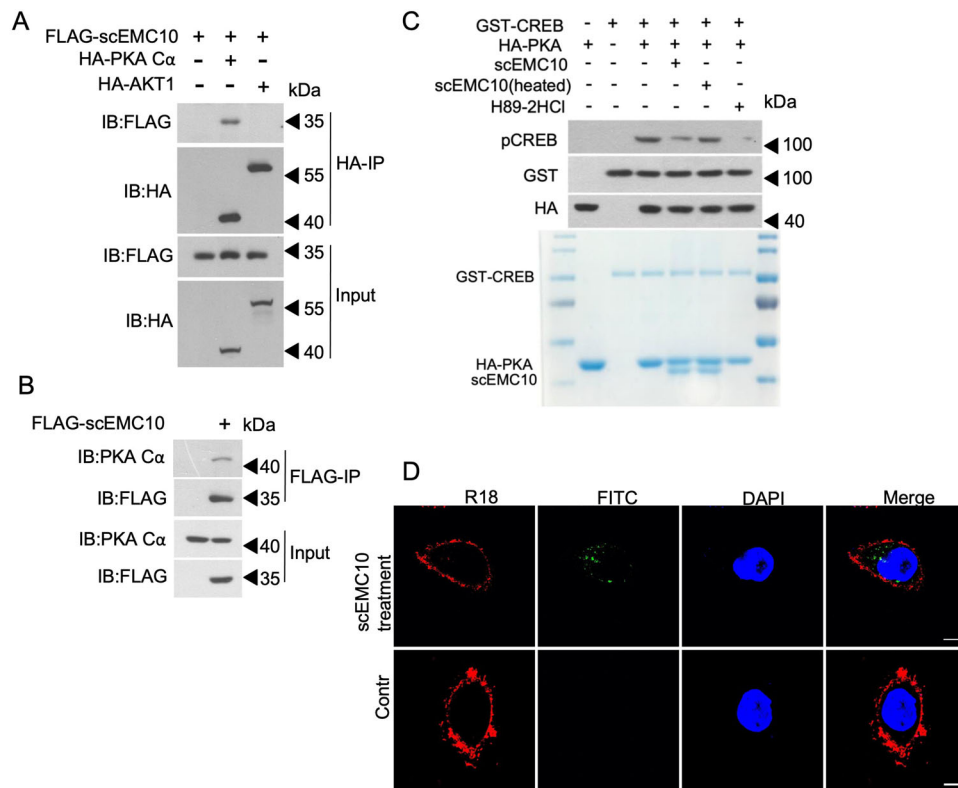 A
FLAG-scEMC10 + + +
HA-PKA Cα - + -
HA-AKT1 - - + kDa
IB:FLAG 35
HA-IP
IB:HA 55
40
IB:FLAG 35
Input
IB:HA 55
40
B
FLAG-scEMC10 + kDa
IB:PKA Cα 40
FLAG-IP
IB:FLAG 35
IB:PKA Cα 40
Input
IB:FLAG 35
C
GST-CREB - + + + + +
HA-PKA + - + + + +
scEMC10 - - - + - -
scEMC10(heated) - - - - + -
H89-2HCl - - - - - + kDa
pCREB 100
GST 100
HA 40
GST-CREB
HA-PKA
scEMC10
D
R18 FITC DAPI Merge
scEMC10
treatment
Contr